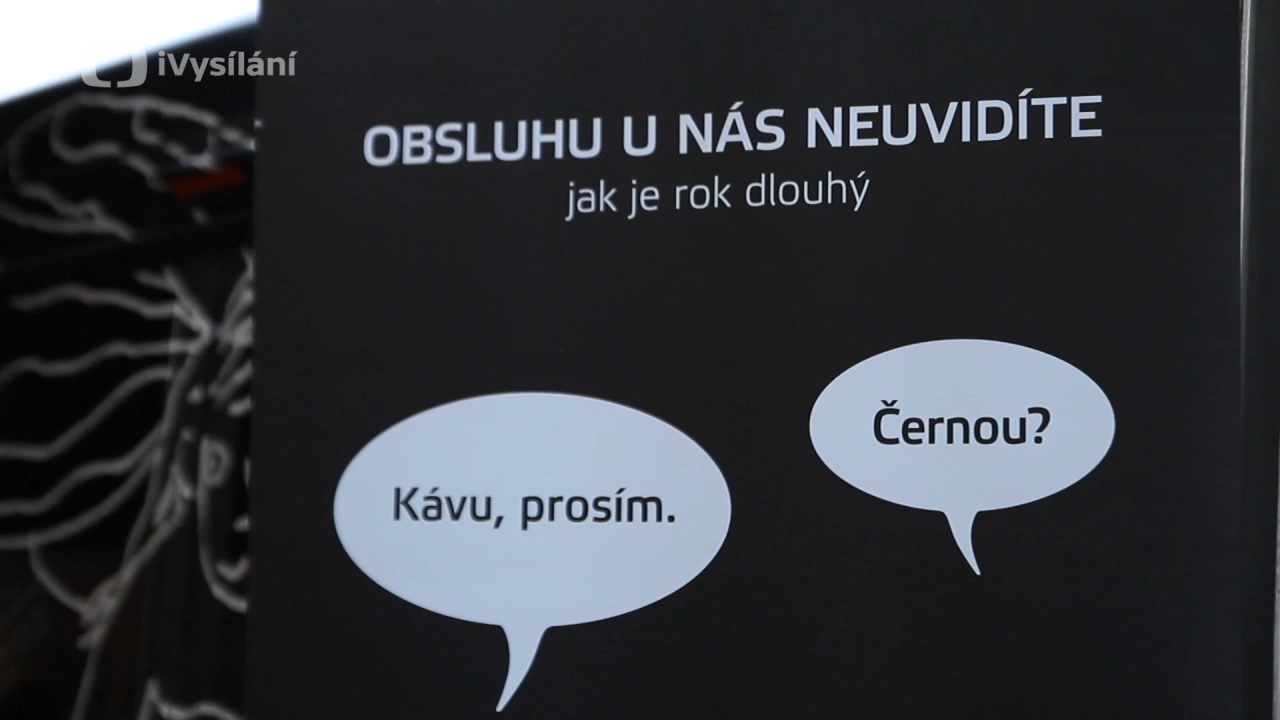 iVysílání
OBSLUHU U NÁS NEUVIDÍTE
jak je rok dlouhý
Černou?
Kávu, prosím.